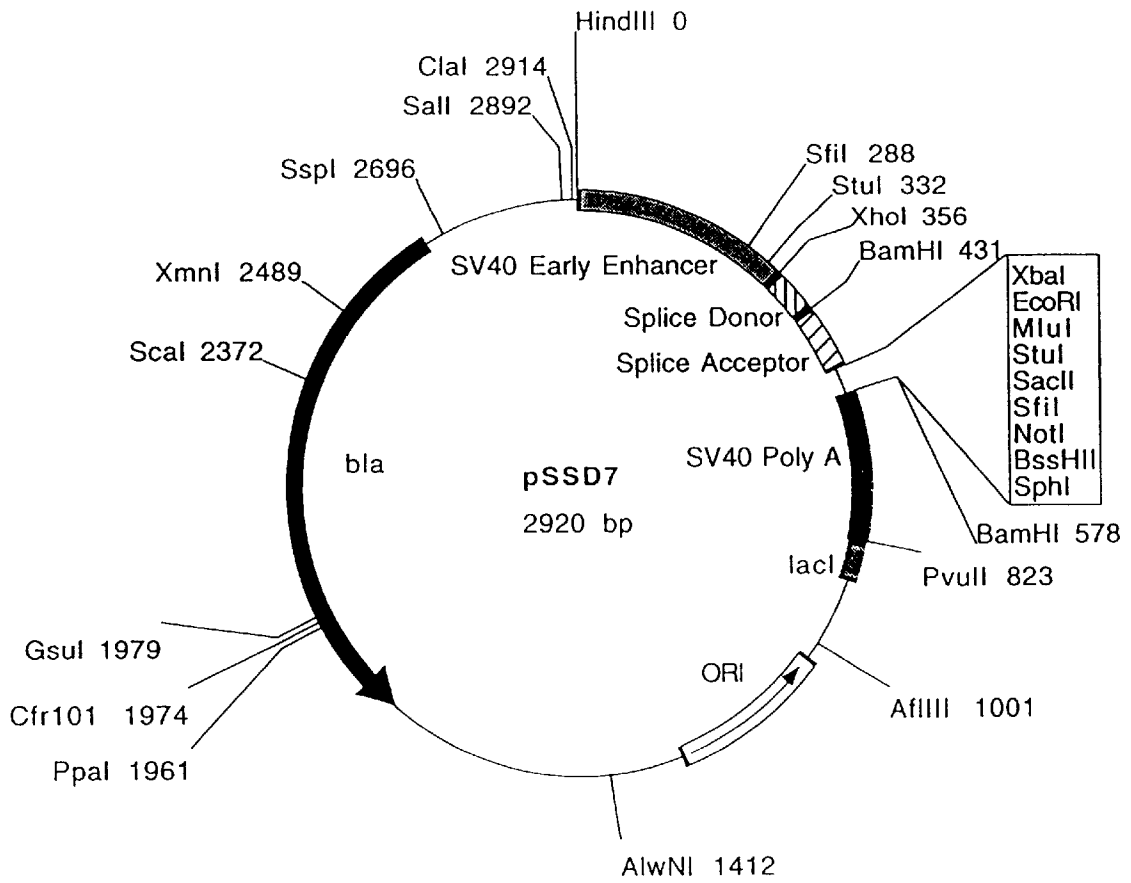 HindIII 0
ClaI 2914
SalI 2892
SspI 2696
XmnI 2489
ScaI 2372
SfiI 288
StuI 332
XhoI 356
BamHI 431
SV40 Early Enhancer
Splice Donor
Splice Acceptor
XbaI
EcoRI
MluI
StuI
SacII
SfiI
NotI
BssHII
SphI
bla
SV40 Poly A
pSSD7
2920 bp
BamHI 578
lacI
PvuII 823
GsuI 1979
Cfr101 1974
PpaI 1961
ORI
AflIII 1001
AlwNI 1412